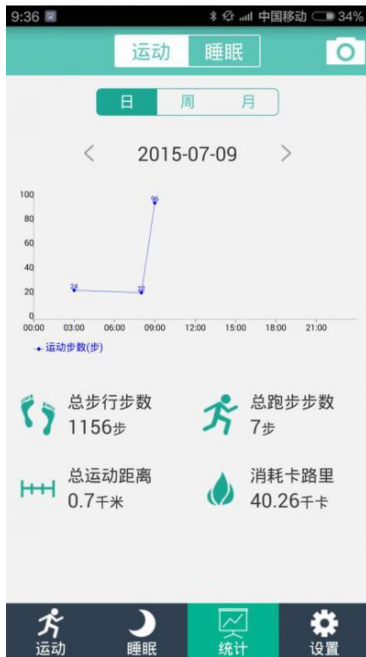 9:36 中国移动 34%
运动 睡眠
日 周 月
< 2015-07-09 >
100
80
60
40
20
0
24 22 95
00:00 03:00 06:00 09:00 12:00 15:00 18:00 21:00
运动步数(步)
总步行步数 总跑步步数
1156步 7步
总运动距离 消耗卡路里
0.7千米 40.26千卡
运动 睡眠 统计 设置